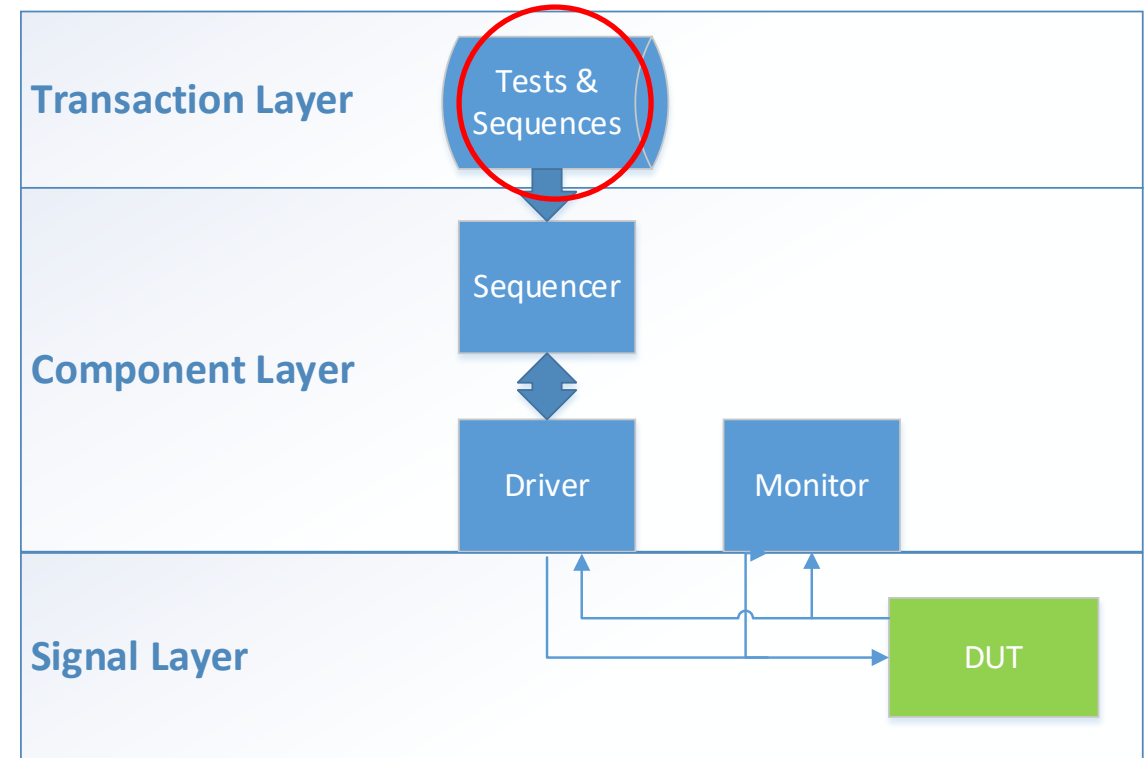 Transaction Layer
Tests &
Sequences
Sequencer
Component Layer
Driver
Monitor
Signal Layer
DUT